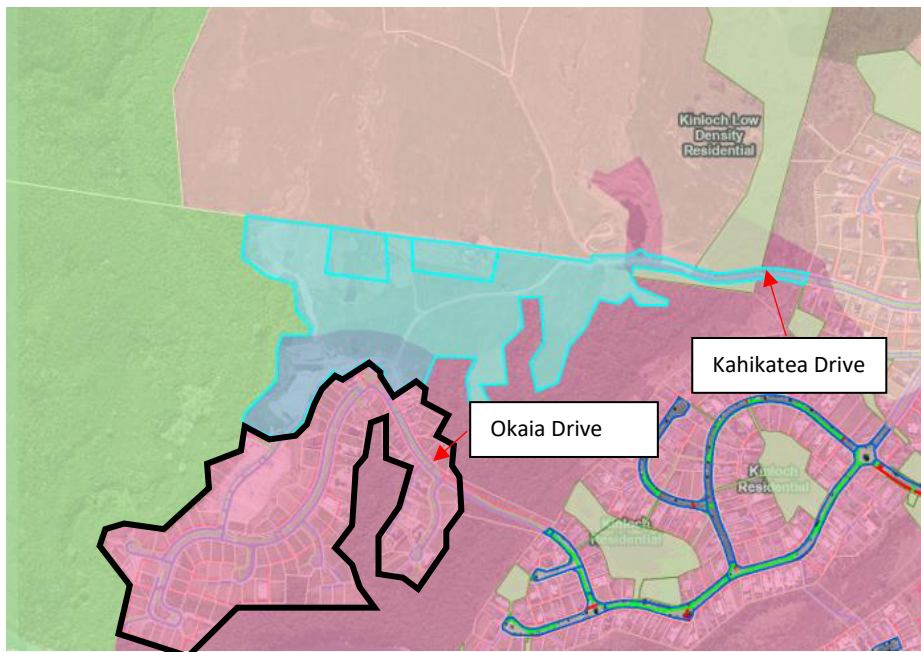 Kinloch Low
Density
Residential
Kahikatea Drive
Okaia Drive
Kinloch
Residential
Kinloch
Residential